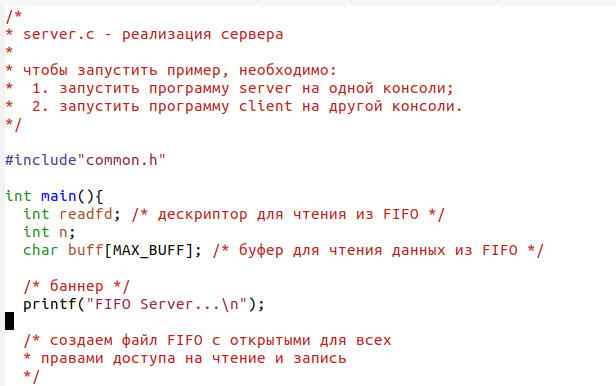 /*
* server.c - реализация сервера
*
* чтобы запустить пример, необходимо:
*  1. запустить программу server на одной консоли;
*  2. запустить программу client на другой консоли.
*/
#include"common.h"
int main(){
  int readfd; /* дескриптор для чтения из FIFO */
  int n;
  char buff[MAX_BUFF]; /* буфер для чтения данных из FIFO */
  /* баннер */
  printf("FIFO Server...\n");
  /* создаем файл FIFO с открытыми для всех
  * правами доступа на чтение и запись
  */